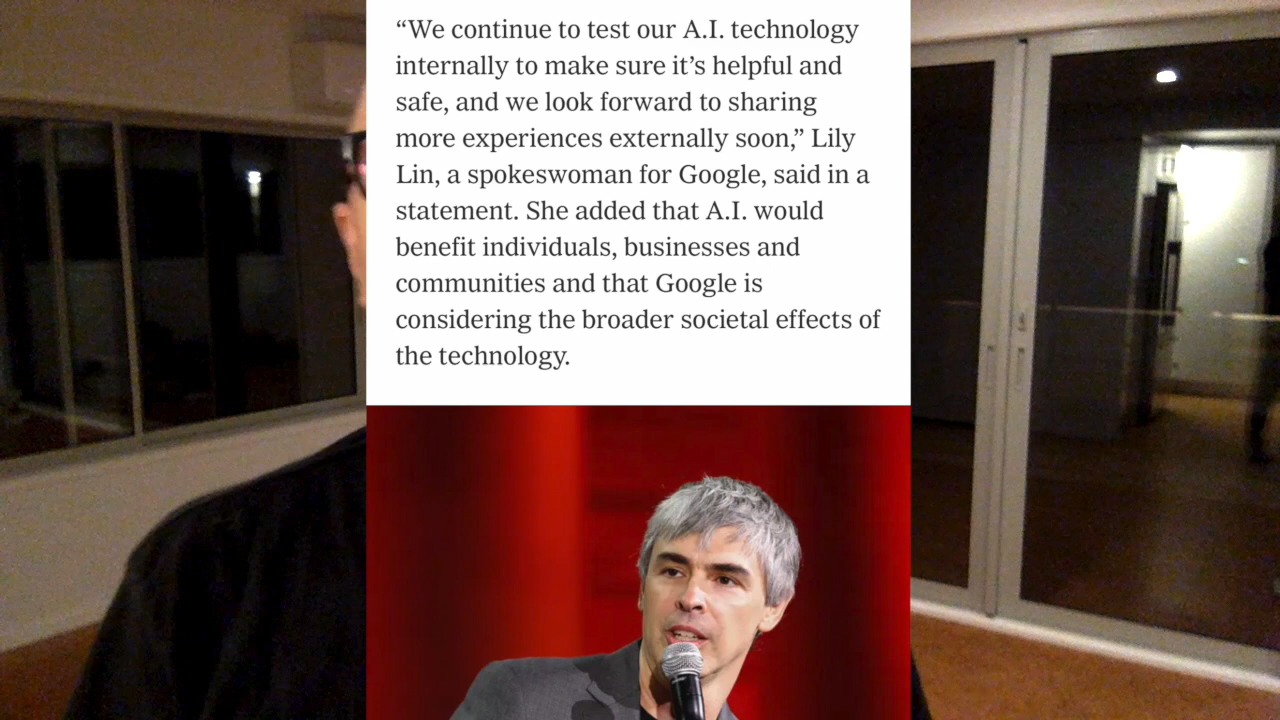 “We continue to test our A.I. technology
internally to make sure it’s helpful and
safe, and we look forward to sharing
more experiences externally soon,” Lily
Lin, a spokeswoman for Google, said in a
statement. She added that A.I. would
benefit individuals, businesses and
communities and that Google is
considering the broader societal effects of
the technology.